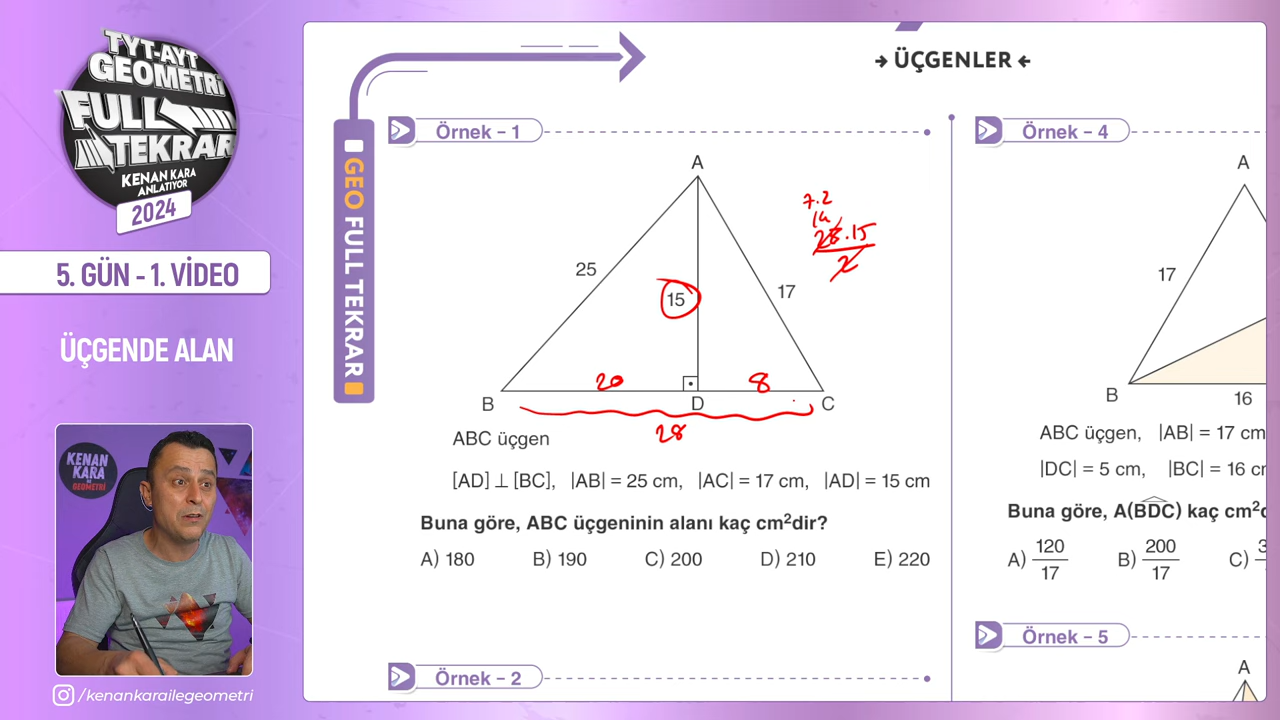 TYT-AYT
GEOMETRİ
FULL
TEKRAR
KENAN KARA
ANLATIYOR
2024
5. GÜN - 1. VİDEO
ÜÇGENDE ALAN
KENAN
KARA
İLE
GEOMETRİ
/kenankarailegeometri
GEO FULL TEKRAR
→ ÜÇGENLER ←
Örnek – 1
A
7.2
14
28.15
2
25
15
17
20
8
B
D
C
28
ABC üçgen
[AD] ⊥ [BC], |AB| = 25 cm, |AC| = 17 cm, |AD| = 15 cm
Buna göre, ABC üçgeninin alanı kaç cm²dir?
A) 180 B) 190 C) 200 D) 210 E) 220
Örnek – 2
Örnek – 4
A
17
B
16
ABC üçgen, |AB| = 17 cm
|DC| = 5 cm, |BC| = 16 c
Buna göre, A(BDC) kaç cm²
A) 120/17 B) 200/17 C)
Örnek – 5
A